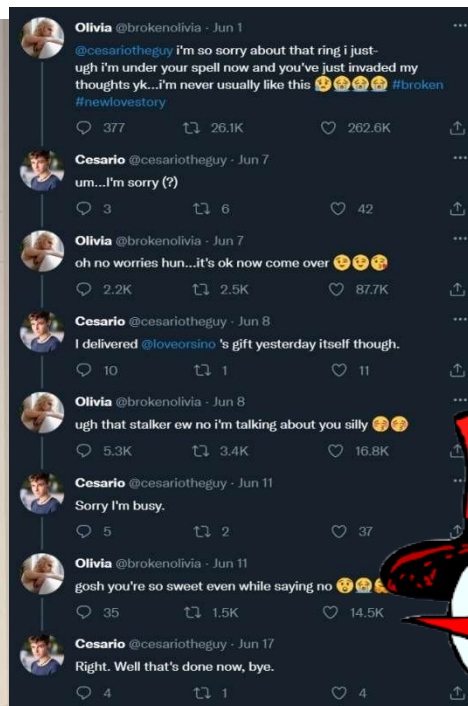 Olivia @brokenolivia · Jun 1
@cesariotheguy i'm so sorry about that ring i just-
ugh i'm under your spell now and you've just invaded my
thoughts yk...i'm never usually like this 😢😭😭😭 #broken
#newlovestory
377 26.1K 262.6K
Cesario @cesariotheguy · Jun 7
um...I'm sorry (?)
3 6 42
Olivia @brokenolivia · Jun 7
oh no worries hun...it's ok now come over 😉😉😘
2.2K 2.5K 87.7K
Cesario @cesariotheguy · Jun 8
I delivered @loveorsino 's gift yesterday itself though.
10 1 11
Olivia @brokenolivia · Jun 8
ugh that stalker ew no i'm talking about you silly 😚😚
5.3K 3.4K 16.8K
Cesario @cesariotheguy · Jun 11
Sorry I'm busy.
5 2 37
Olivia @brokenolivia · Jun 11
gosh you're so sweet even while saying no 😲😭🥰
35 1.5K 14.5K
Cesario @cesariotheguy · Jun 17
Right. Well that's done now, bye.
4 1 4